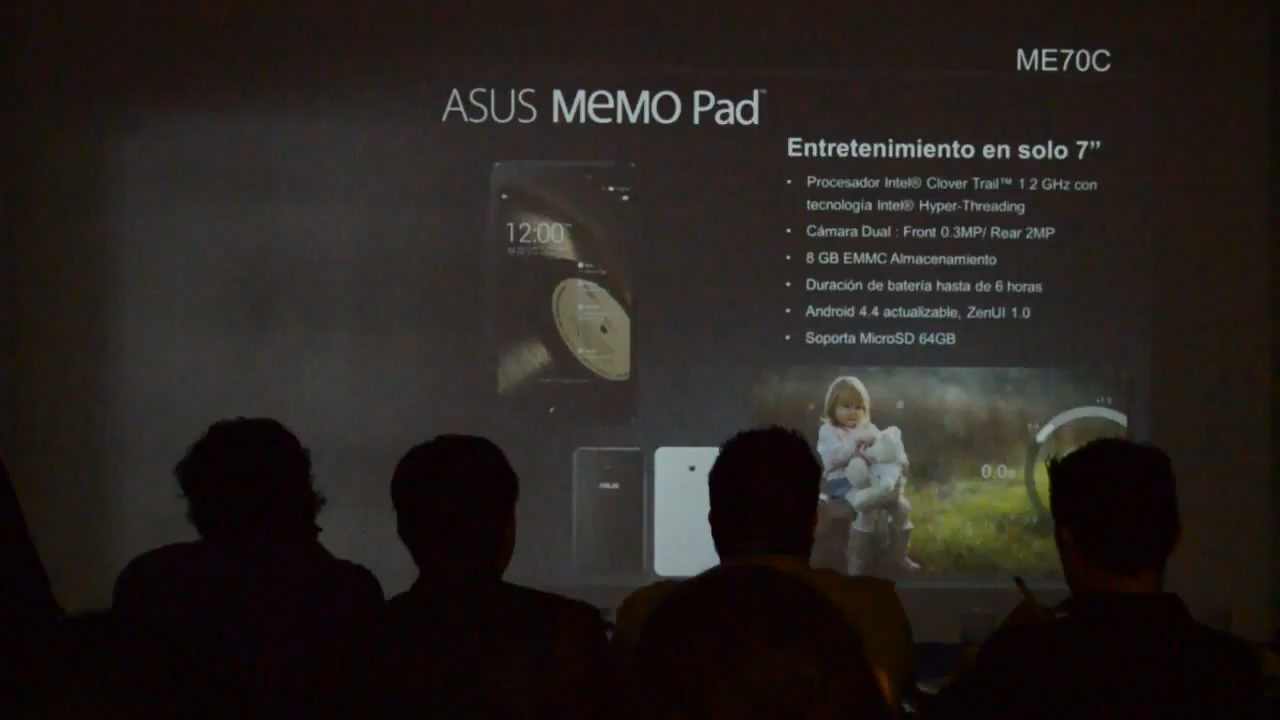 ME70C
ASUS MeMO Pad™
Entretenimiento en solo 7”
• Procesador Intel® Clover Trail™ 1.2 GHz con
tecnología Intel® Hyper-Threading
• Cámara Dual : Front 0.3MP/ Rear 2MP
• 8 GB EMMC Almacenamiento
• Duración de batería hasta de 6 horas
• Android 4.4 actualizable, ZenUI 1.0
• Soporta MicroSD 64GB
12:00
ASUS
0.0s